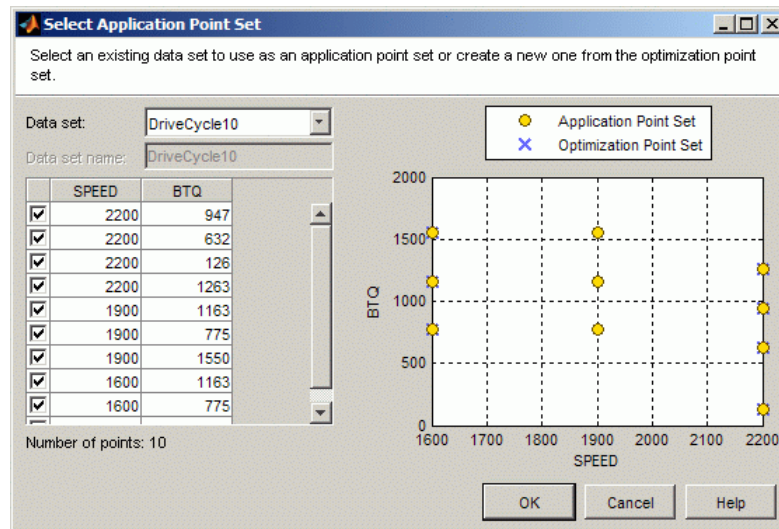 Select Application Point Set
Select an existing data set to use as an application point set or create a new one from the optimization point
set.
Data set: DriveCycle10
Data set name: DriveCycle10
SPEED BTQ
2200 947
2200 632
2200 126
2200 1263
1900 1163
1900 775
1900 1550
1600 1163
1600 775
Number of points: 10
Application Point Set
Optimization Point Set
2000
1500
1000
500
0
BTQ
1600 1700 1800 1900 2000 2100 2200
SPEED
OK Cancel Help